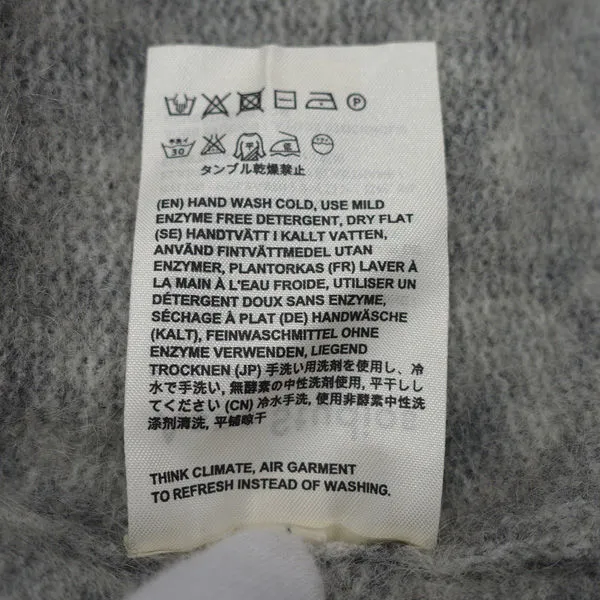 P
手洗イ
30
平
低
タンブル乾燥禁止
(EN) HAND WASH COLD, USE MILD
ENZYME FREE DETERGENT, DRY FLAT
(SE) HANDTVÄTT I KALLT VATTEN,
ANVÄND FINTVÄTTMEDEL UTAN
ENZYMER, PLANTORKAS (FR) LAVER À
LA MAIN À L'EAU FROIDE, UTILISER UN
DÉTERGENT DOUX SANS ENZYME,
SÉCHAGE À PLAT (DE) HANDWÄSCHE
(KALT), FEINWASCHMITTEL OHNE
ENZYME VERWENDEN, LIEGEND
TROCKNEN (JP) 手洗い用洗剤を使用し、冷
水で手洗い, 無酵素の中性洗剤使用, 平干しし
てください (CN) 冷水手洗, 使用非酵素中性洗
涤剂清洗, 平铺晾干
THINK CLIMATE, AIR GARMENT
TO REFRESH INSTEAD OF WASHING.